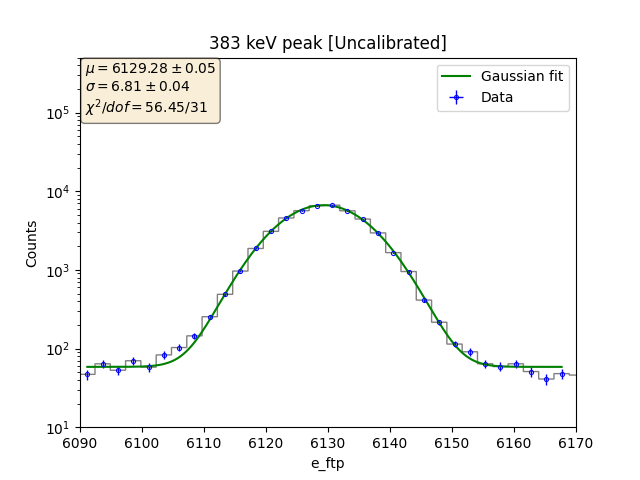 383 keV peak [Uncalibrated]
μ = 6129.28 ± 0.05
σ = 6.81 ± 0.04
χ²/dof = 56.45/31
Gaussian fit
Data
Counts
10⁵
10⁴
10³
10²
10¹
6090 6100 6110 6120 6130 6140 6150 6160 6170
e_ftp